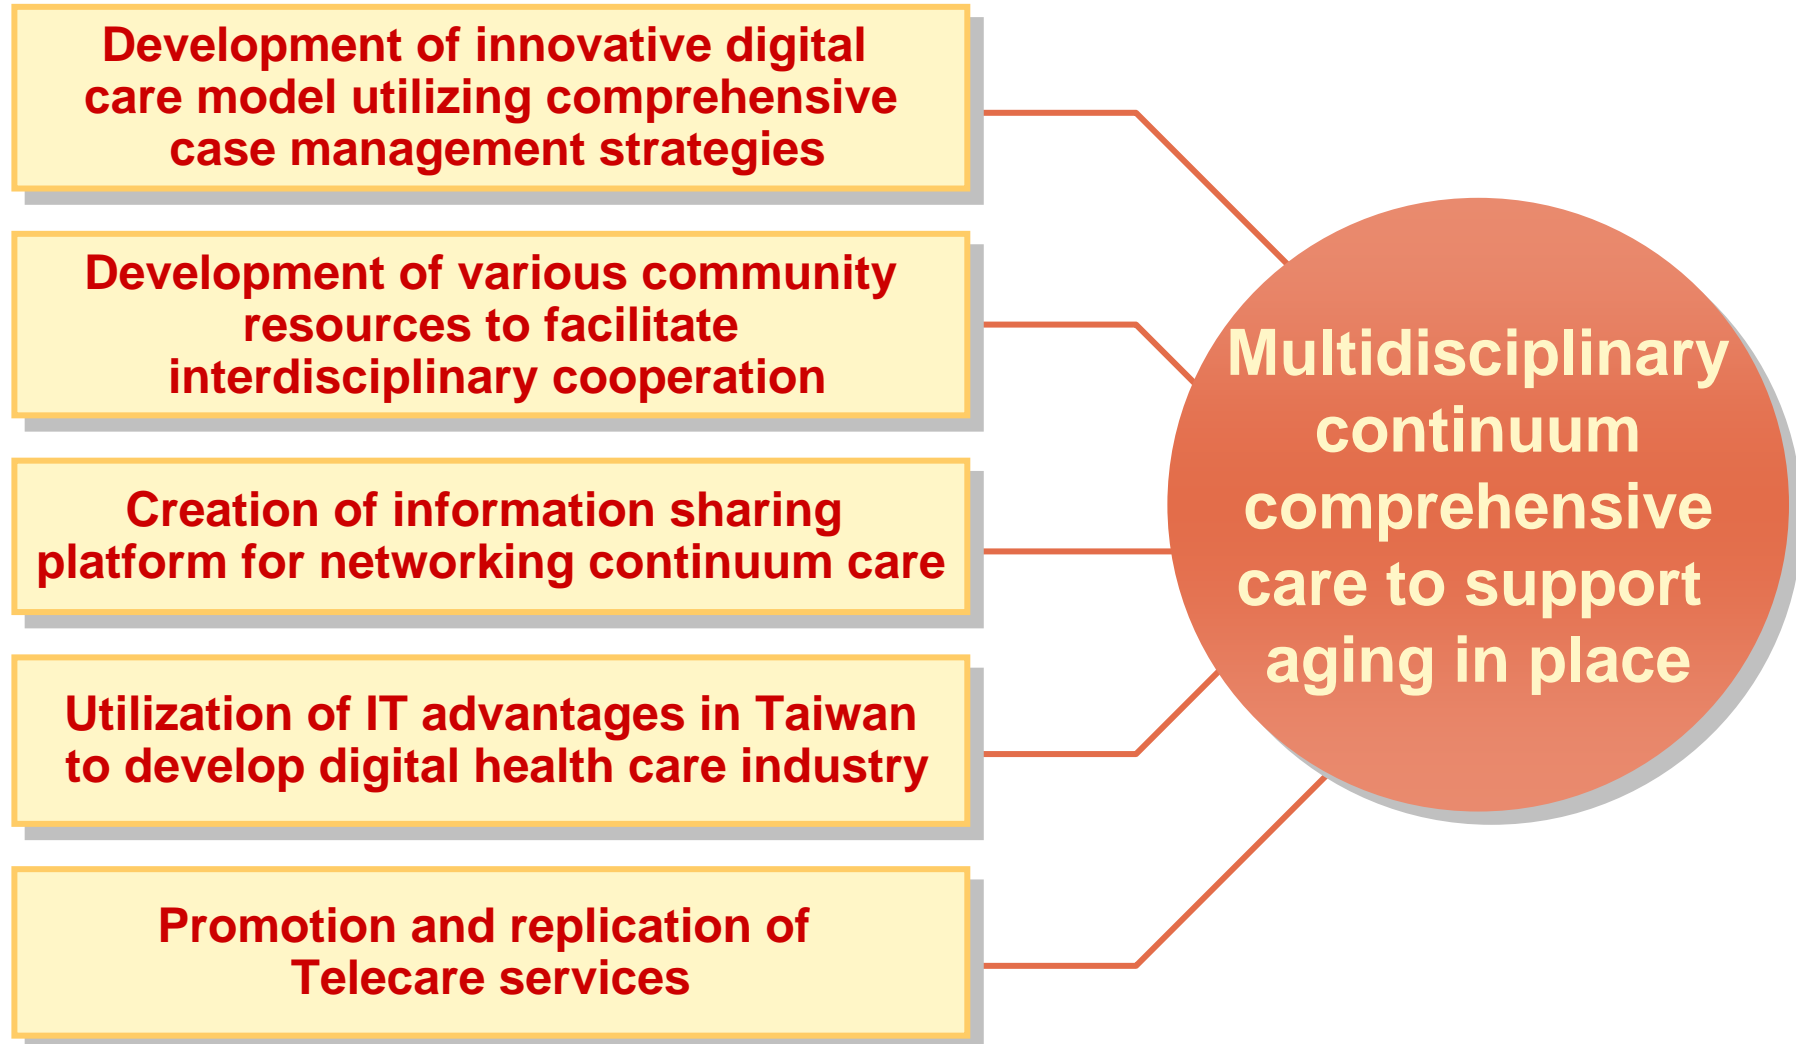 Development of innovative digital
care model utilizing comprehensive
case management strategies
Development of various community
resources to facilitate
interdisciplinary cooperation
Creation of information sharing
platform for networking continuum care
Utilization of IT advantages in Taiwan
to develop digital health care industry
Promotion and replication of
Telecare services
Multidisciplinary
continuum
comprehensive
care to support
aging in place